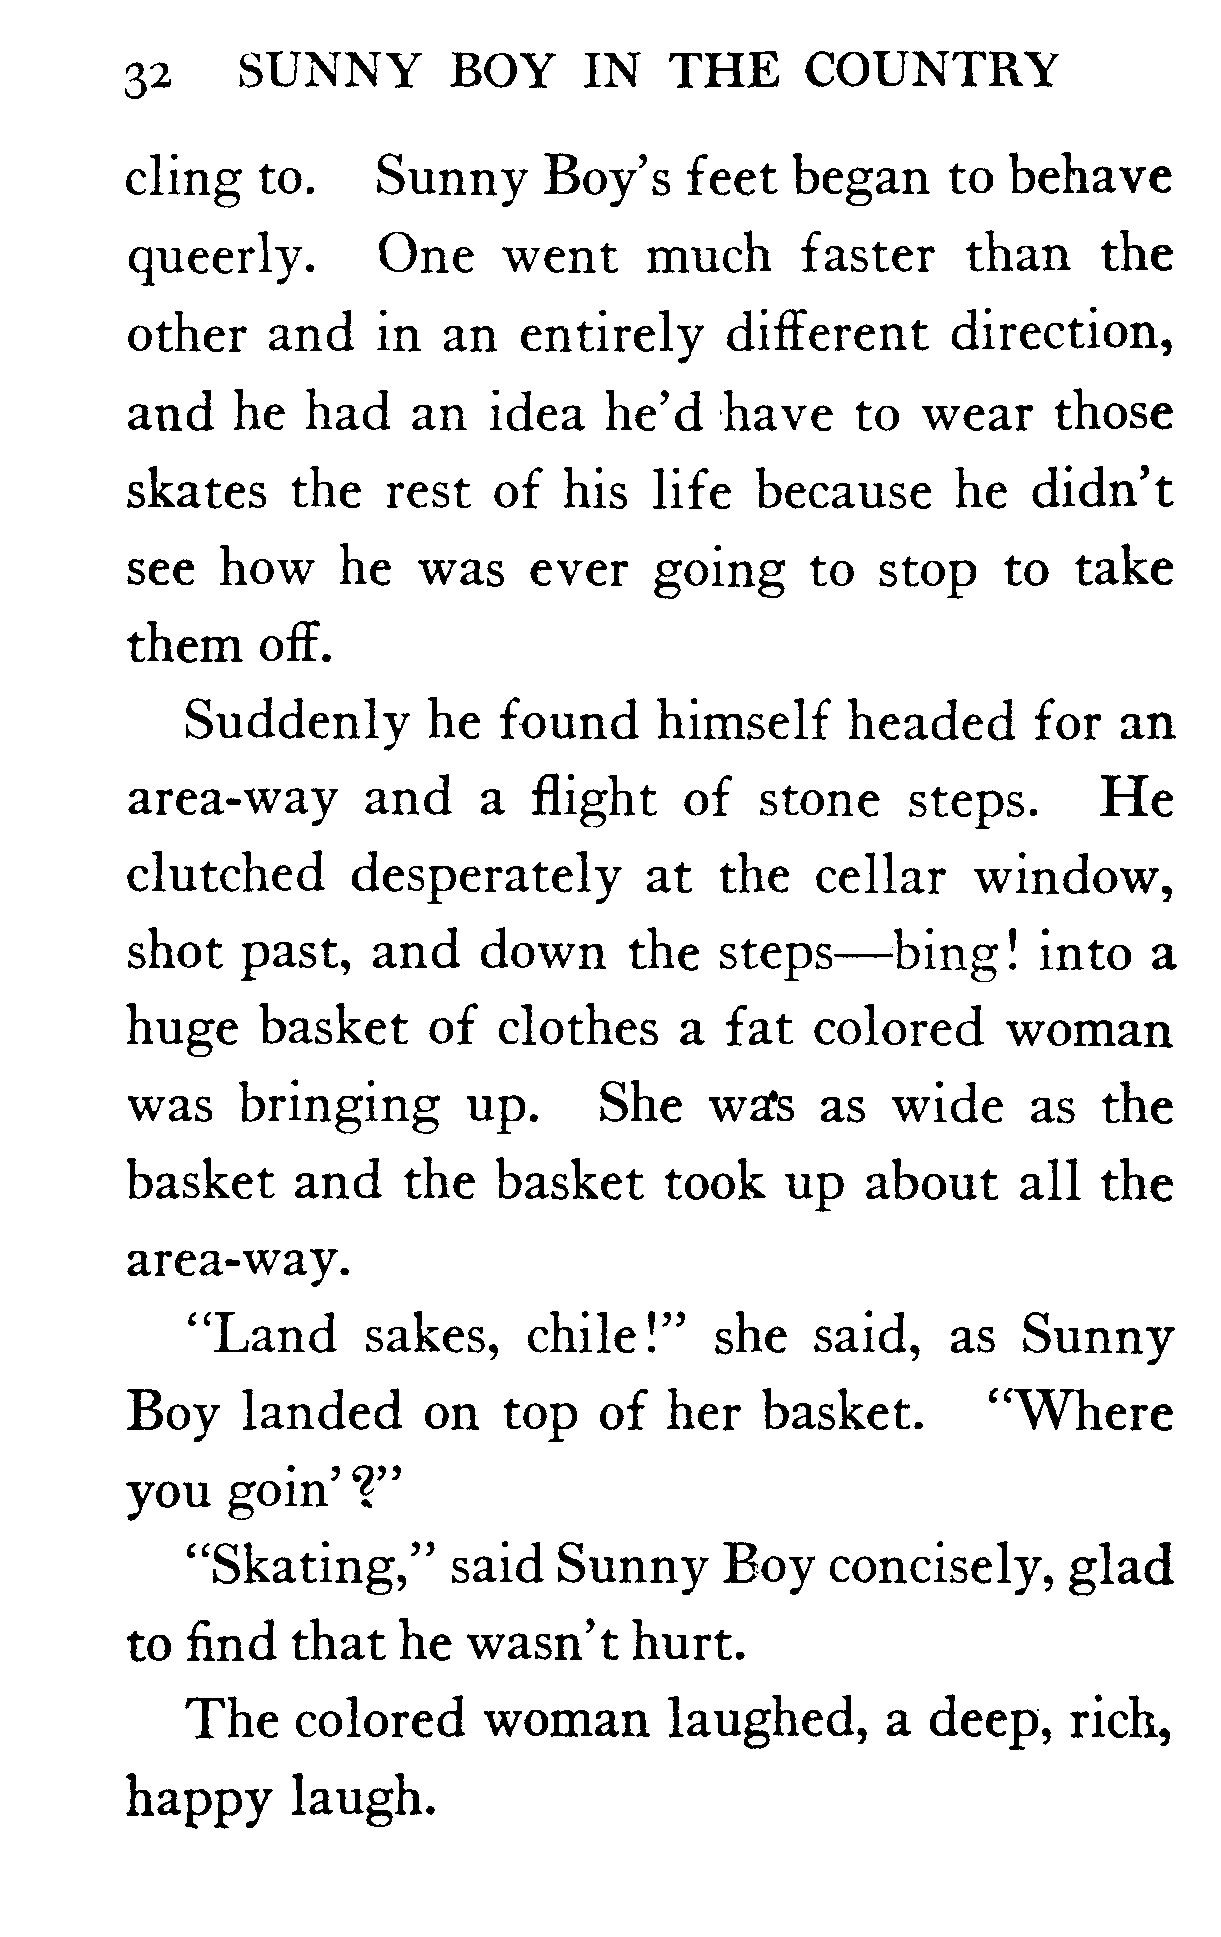 32 SUNNY BOY IN THE COUNTRY
cling to. Sunny Boy's feet began to behave
queerly. One went much faster than the
other and in an entirely different direction,
and he had an idea he'd have to wear those
skates the rest of his life because he didn't
see how he was ever going to stop to take
them off.
Suddenly he found himself headed for an
area-way and a flight of stone steps. He
clutched desperately at the cellar window,
shot past, and down the steps—bing! into a
huge basket of clothes a fat colored woman
was bringing up. She was as wide as the
basket and the basket took up about all the
area-way.
"Land sakes, chile!" she said, as Sunny
Boy landed on top of her basket. "Where
you goin'?"
"Skating," said Sunny Boy concisely, glad
to find that he wasn't hurt.
The colored woman laughed, a deep, rich,
happy laugh.